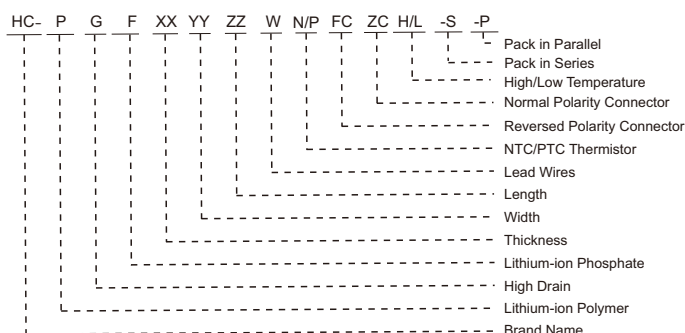 HC- P G F XX YY ZZ W N/P FC ZC H/L -S -P
Pack in Parallel
Pack in Series
High/Low Temperature
Normal Polarity Connector
Reversed Polarity Connector
NTC/PTC Thermistor
Lead Wires
Length
Width
Thickness
Lithium-ion Phosphate
High Drain
Lithium-ion Polymer
Brand Name